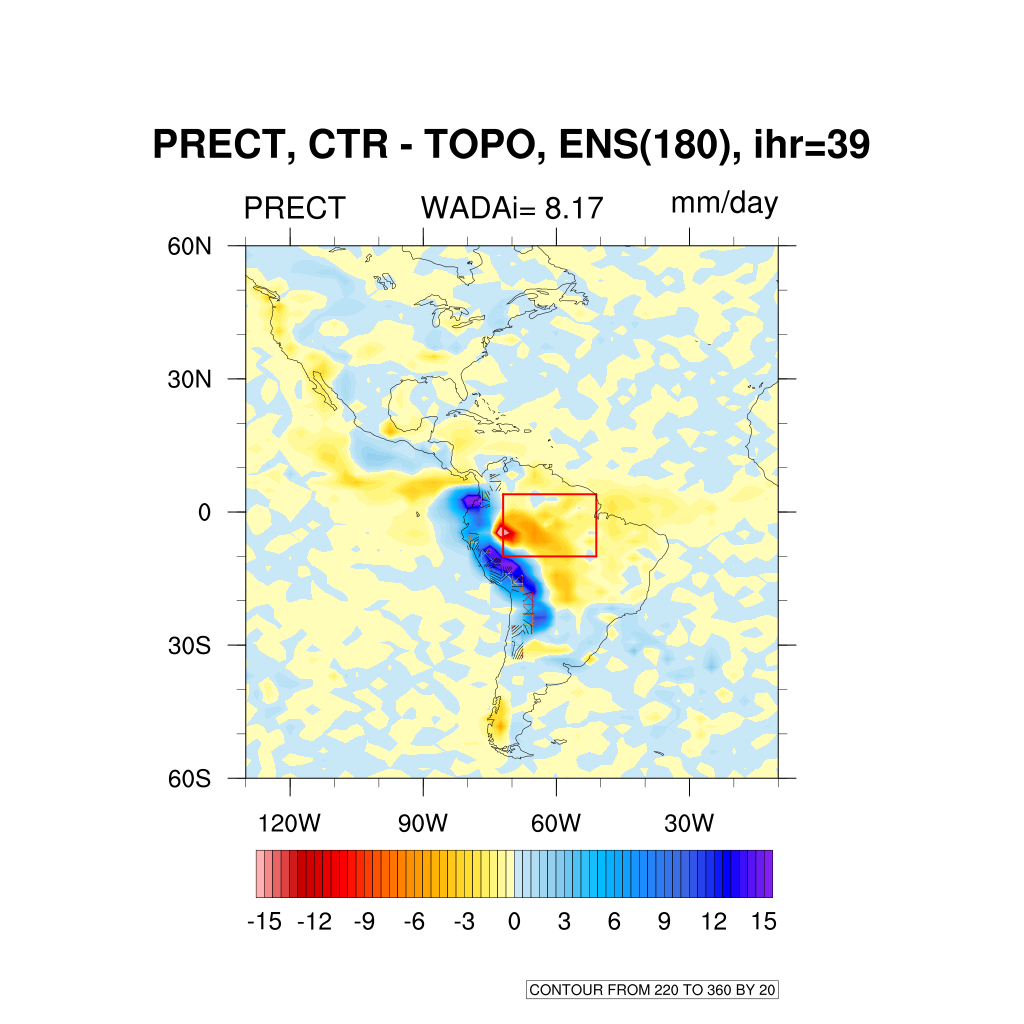 PRECT, CTR - TOPO, ENS(180), ihr=39
PRECT WADAi= 8.17 mm/day
60N
30N
0
30S
60S
120W 90W 60W 30W
-15 -12 -9 -6 -3 0 3 6 9 12 15
CONTOUR FROM 220 TO 360 BY 20